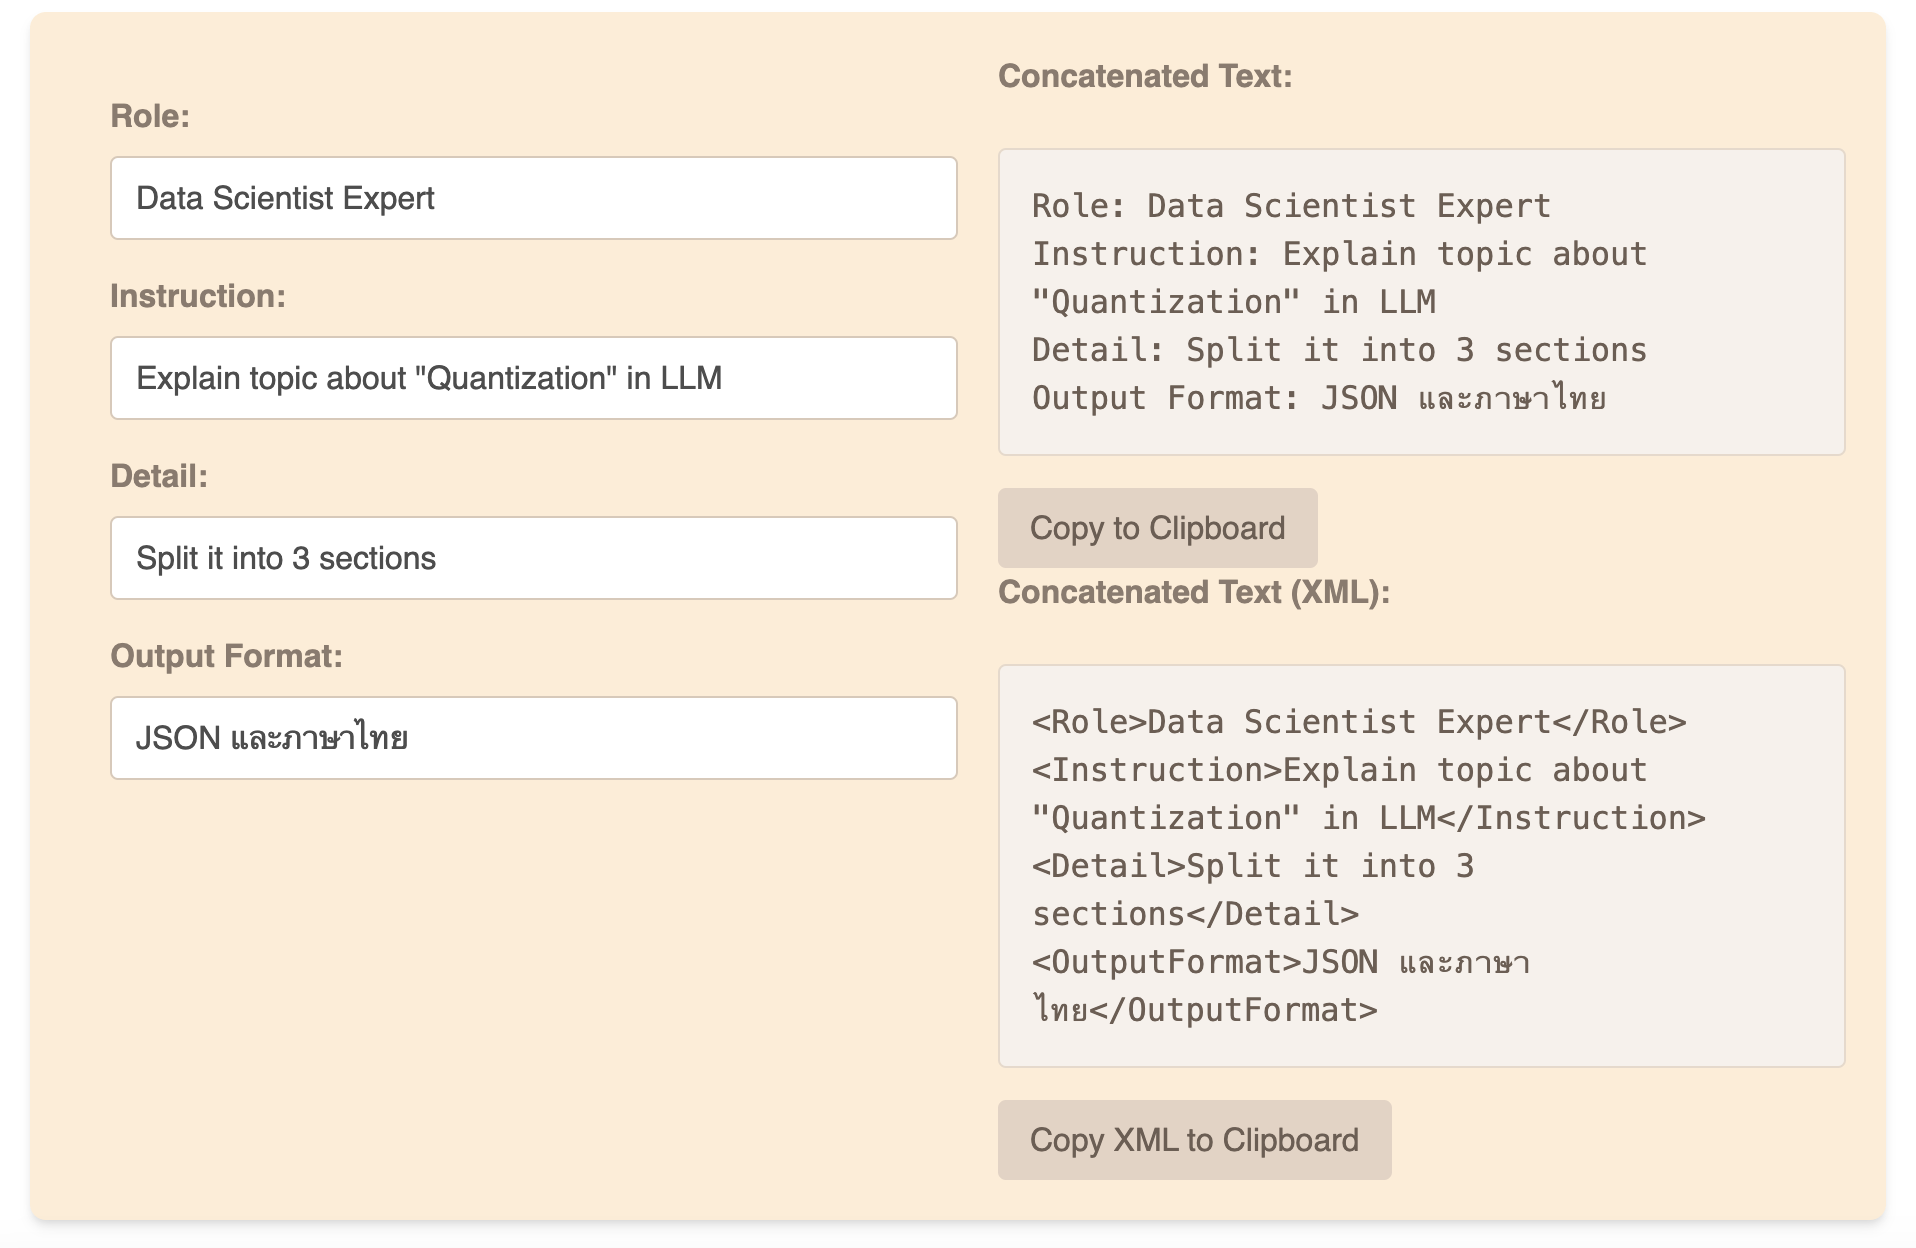 Role:
Data Scientist Expert
Instruction:
Explain topic about "Quantization" in LLM
Detail:
Split it into 3 sections
Output Format:
JSON และภาษาไทย
Concatenated Text:
Role: Data Scientist Expert
Instruction: Explain topic about
"Quantization" in LLM
Detail: Split it into 3 sections
Output Format: JSON และภาษาไทย
Copy to Clipboard
Concatenated Text (XML):
<Role>Data Scientist Expert</Role>
<Instruction>Explain topic about
"Quantization" in LLM</Instruction>
<Detail>Split it into 3
sections</Detail>
<OutputFormat>JSON และภาษา
ไทย</OutputFormat>
Copy XML to Clipboard